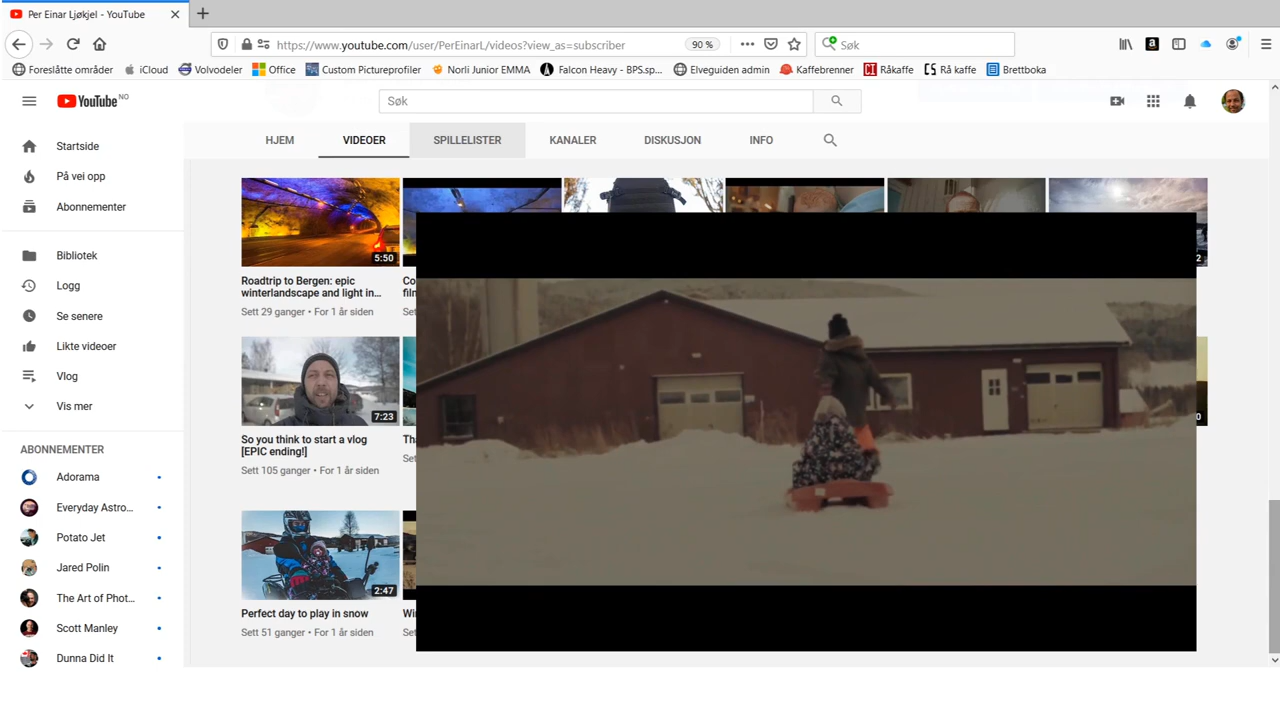 Per Einar Ljøkjel - YouTube
https://www.youtube.com/user/PerEinarL/videos?view_as=subscriber
90 %
Søk
Foreslåtte områder
iCloud
Volvodeler
Office
Custom Pictureprofiler
Norli Junior EMMA
Falcon Heavy - BPS.sp...
Elveguiden admin
Kaffebrenner
CI Råkaffe
Rå kaffe
Brettboka
YouTube NO
Søk
HJEM
VIDEOER
SPILLELISTER
KANALER
DISKUSJON
INFO
Startside
På vei opp
Abonnementer
Bibliotek
Logg
Se senere
Likte videoer
Vlog
Vis mer
ABONNEMENTER
Adorama
Everyday Astro...
Potato Jet
Jared Polin
The Art of Phot...
Scott Manley
Dunna Did It
5:50
Roadtrip to Bergen: epic
winterlandscape and light in...
Sett 29 ganger • For 1 år siden
7:23
So you think to start a vlog
[EPIC ending!]
Sett 105 ganger • For 1 år siden
2:47
Perfect day to play in snow
Sett 51 ganger • For 1 år siden